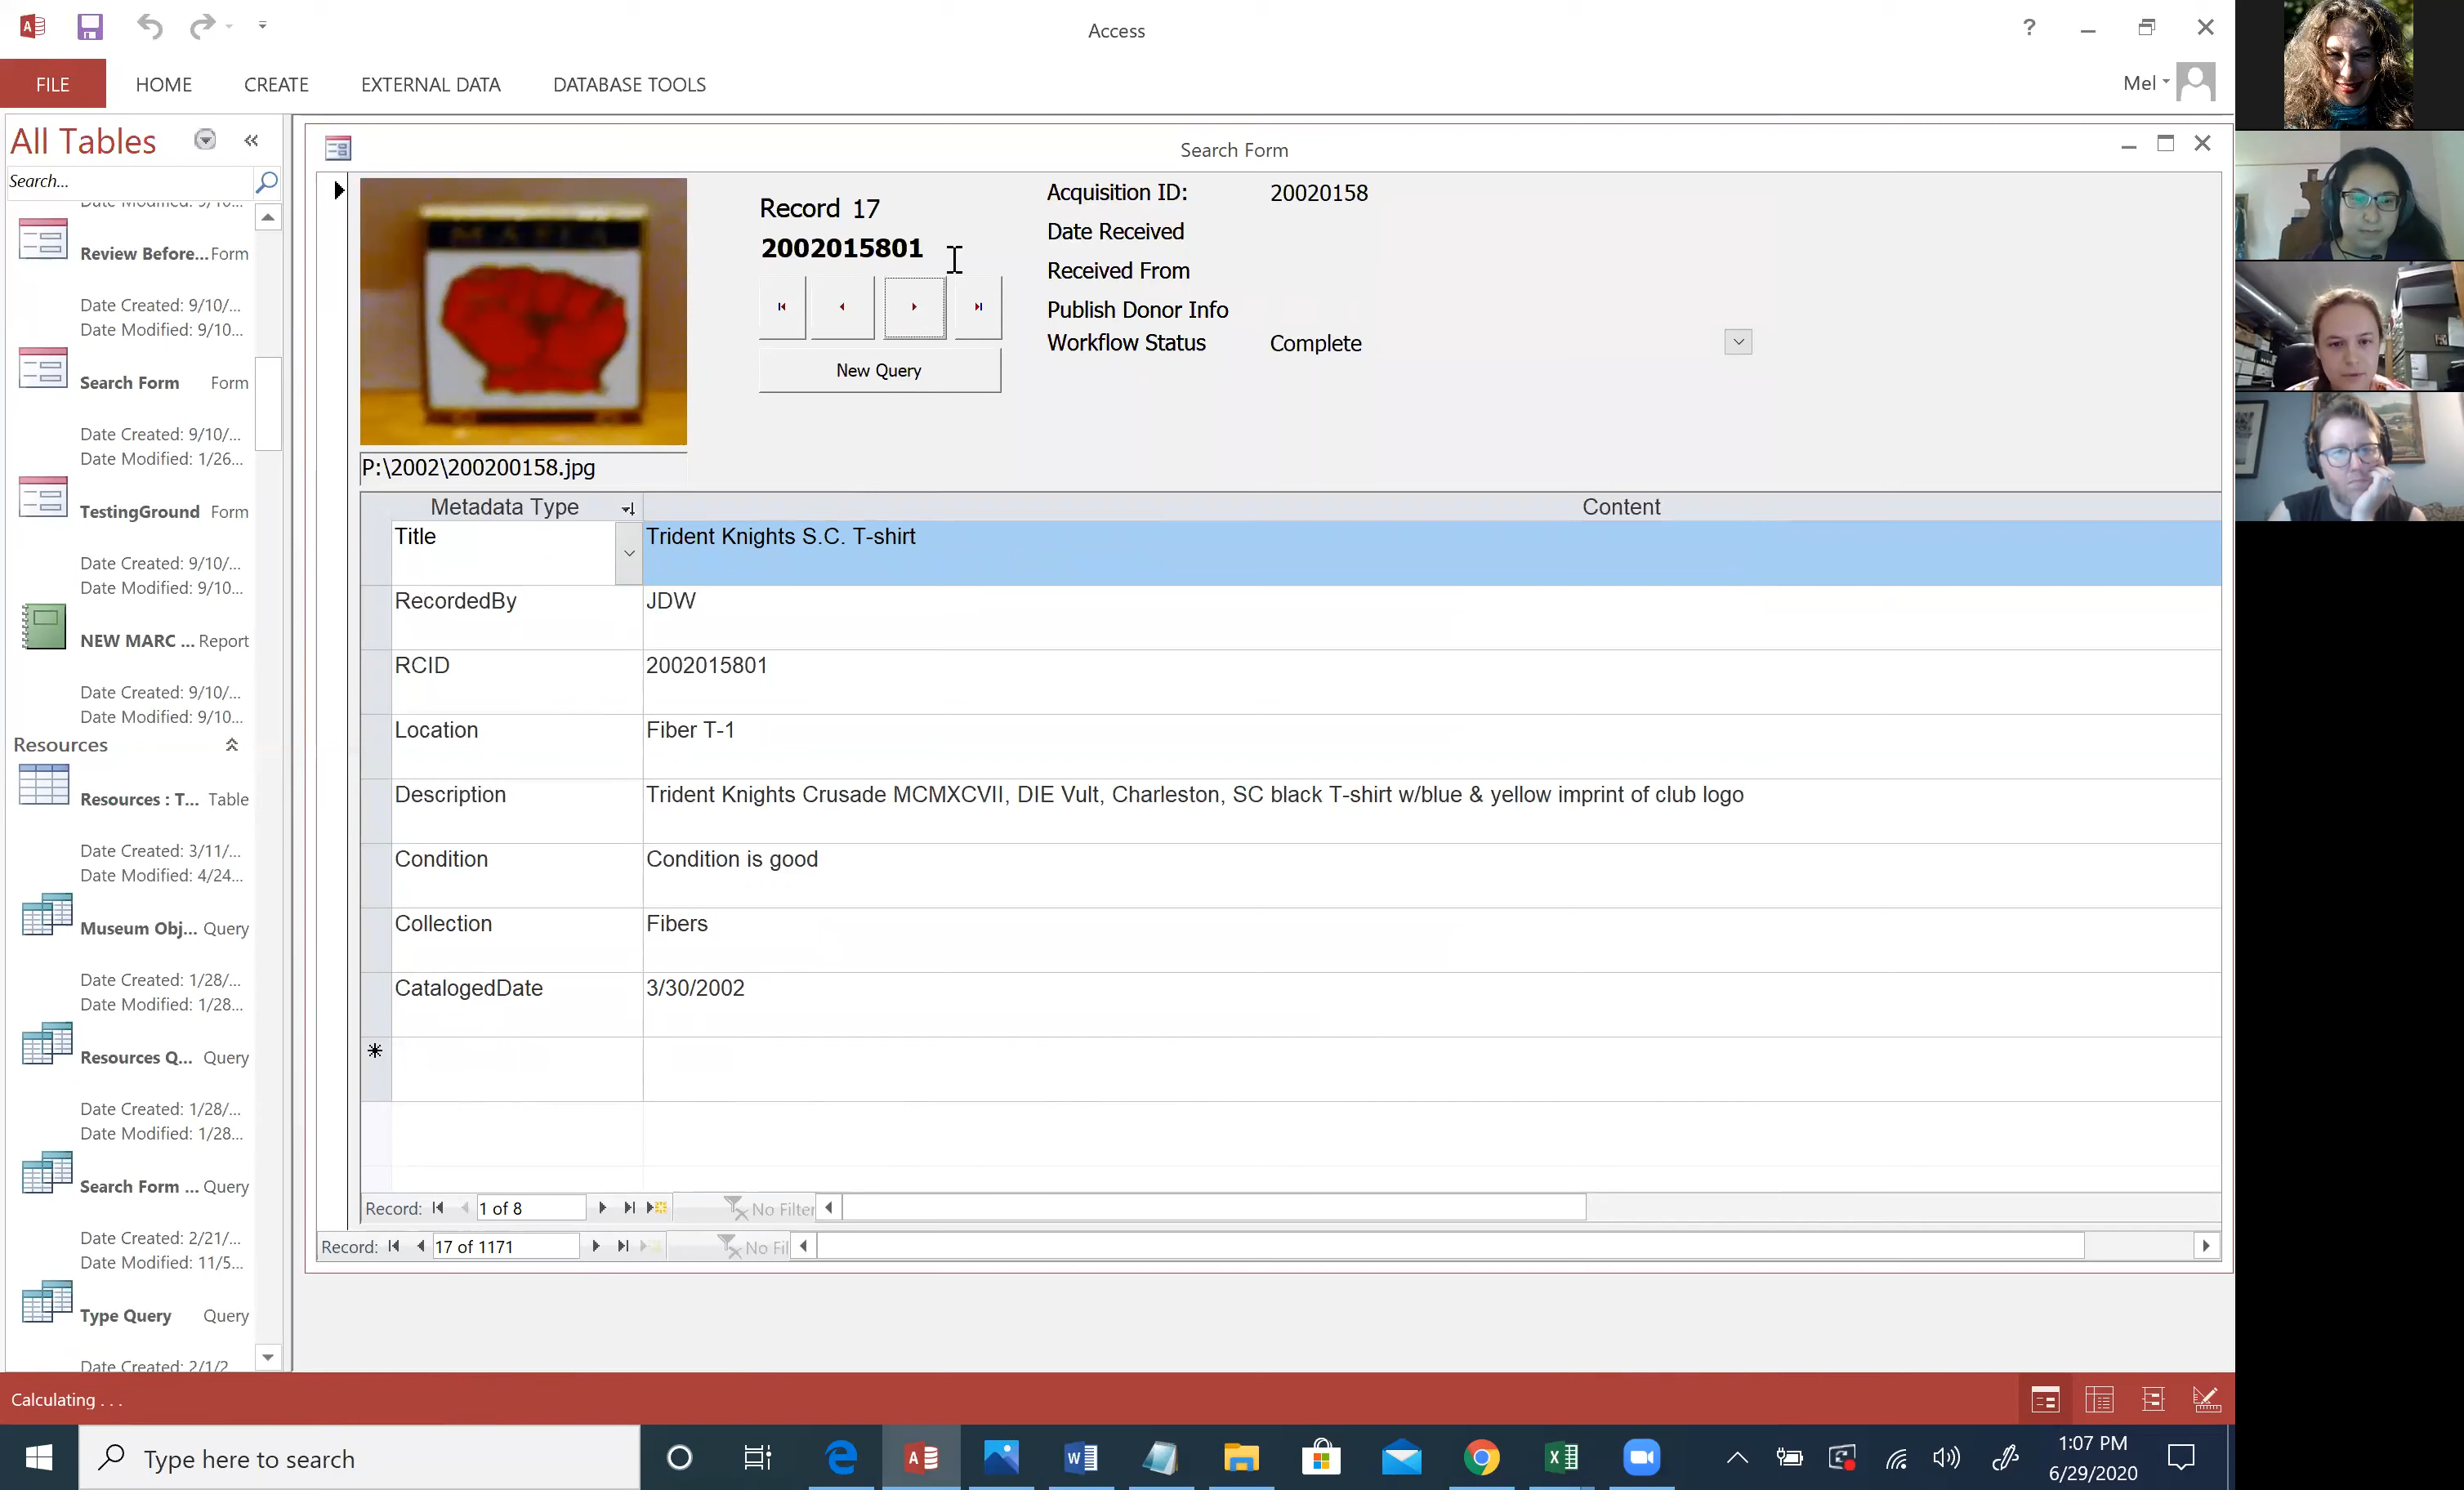 Access
?
FILE HOME CREATE EXTERNAL DATA DATABASE TOOLS
Mel
All Tables
Search...
Review Before... Form
Date Created: 9/10/...
Date Modified: 9/10...
Search Form Form
Date Created: 9/10/...
Date Modified: 1/26...
TestingGround Form
Date Created: 9/10/...
Date Modified: 9/10...
NEW MARC ... Report
Date Created: 9/10/...
Date Modified: 9/10...
Resources
Resources : T... Table
Date Created: 3/11/...
Date Modified: 4/24...
Museum Obj... Query
Date Created: 1/28/...
Date Modified: 1/28...
Resources Q... Query
Date Created: 1/28/...
Date Modified: 1/28...
Search Form ... Query
Date Created: 2/21/...
Date Modified: 11/5...
Type Query Query
Date Created: 2/1/2
Search Form
Record 17
2002015801
New Query
Acquisition ID: 20020158
Date Received
Received From
Publish Donor Info
Workflow Status Complete
P:\2002\200200158.jpg
Metadata Type Content
Title Trident Knights S.C. T-shirt
RecordedBy JDW
RCID 2002015801
Location Fiber T-1
Description Trident Knights Crusade MCMXCVII, DIE Vult, Charleston, SC black T-shirt w/blue & yellow imprint of club logo
Condition Condition is good
Collection Fibers
CatalogedDate 3/30/2002
Record: 1 of 8 No Filter
Record: 17 of 1171 No Fil
Calculating . . .
Type here to search
1:07 PM
6/29/2020